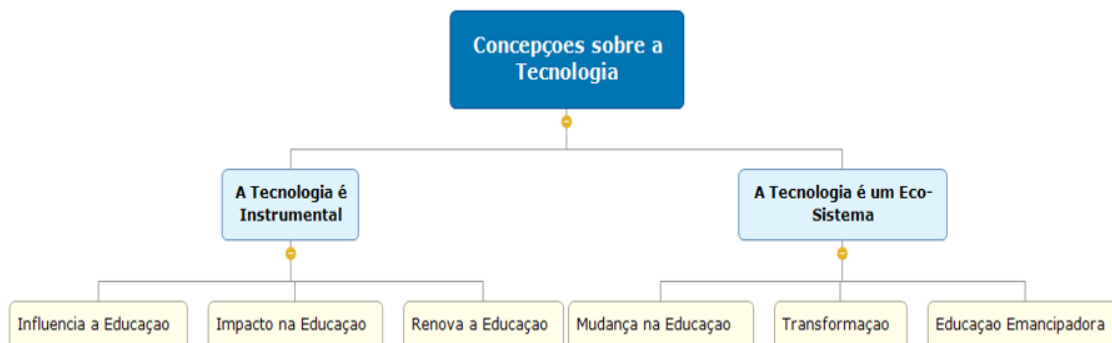 Concepçoes sobre a
Tecnologia
A Tecnologia é
Instrumental
A Tecnologia é um Eco-
Sistema
Influencia a Educaçao
Impacto na Educaçao
Renova a Educaçao
Mudança na Educaçao
Transformaçao
Educaçao Emancipadora